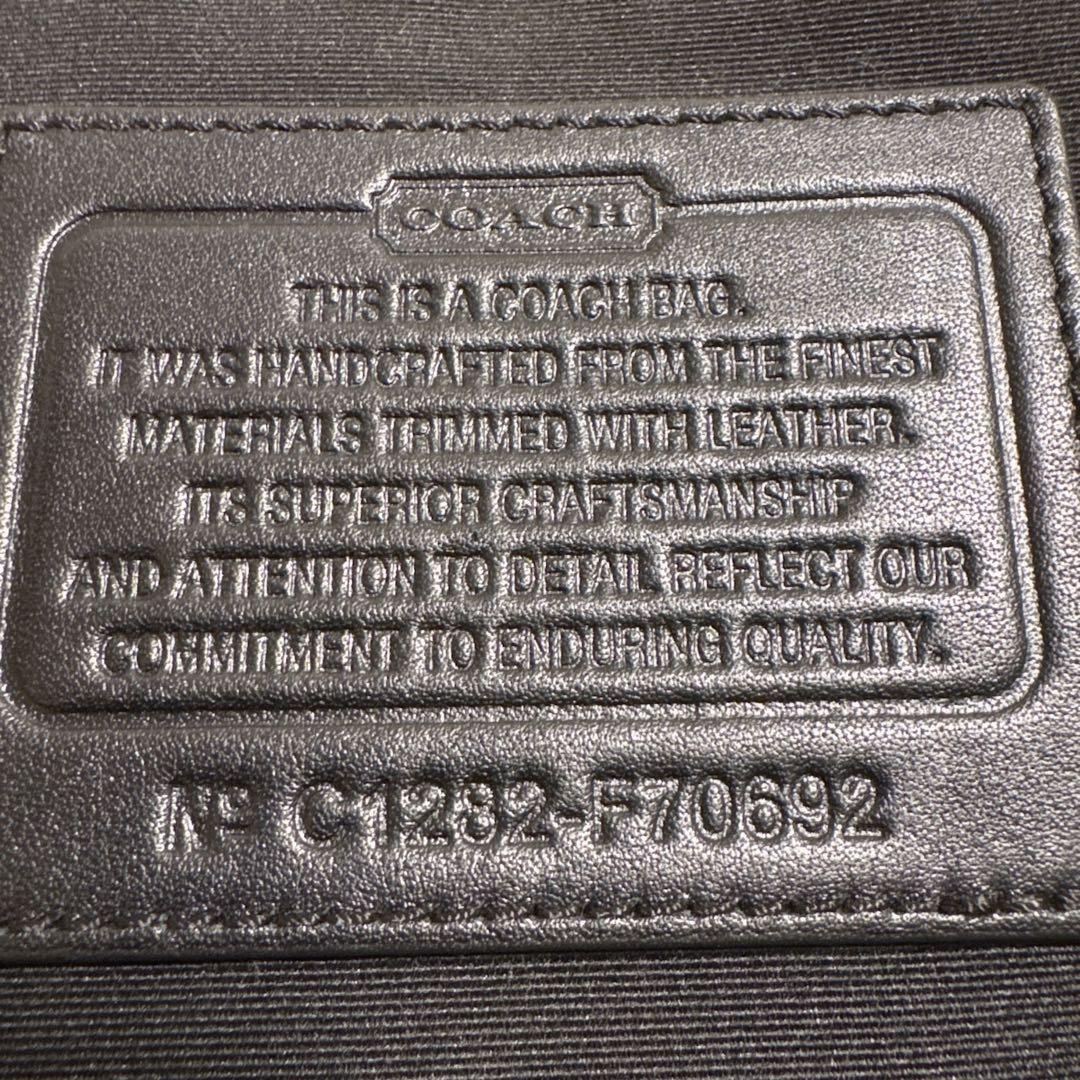 COACH
THIS IS A COACH BAG.
IT WAS HANDCRAFTED FROM THE FINEST
MATERIALS TRIMMED WITH LEATHER.
ITS SUPERIOR CRAFTSMANSHIP
AND ATTENTION TO DETAIL REFLECT OUR
COMMITMENT TO ENDURING QUALITY.
Nº C1282-F70692